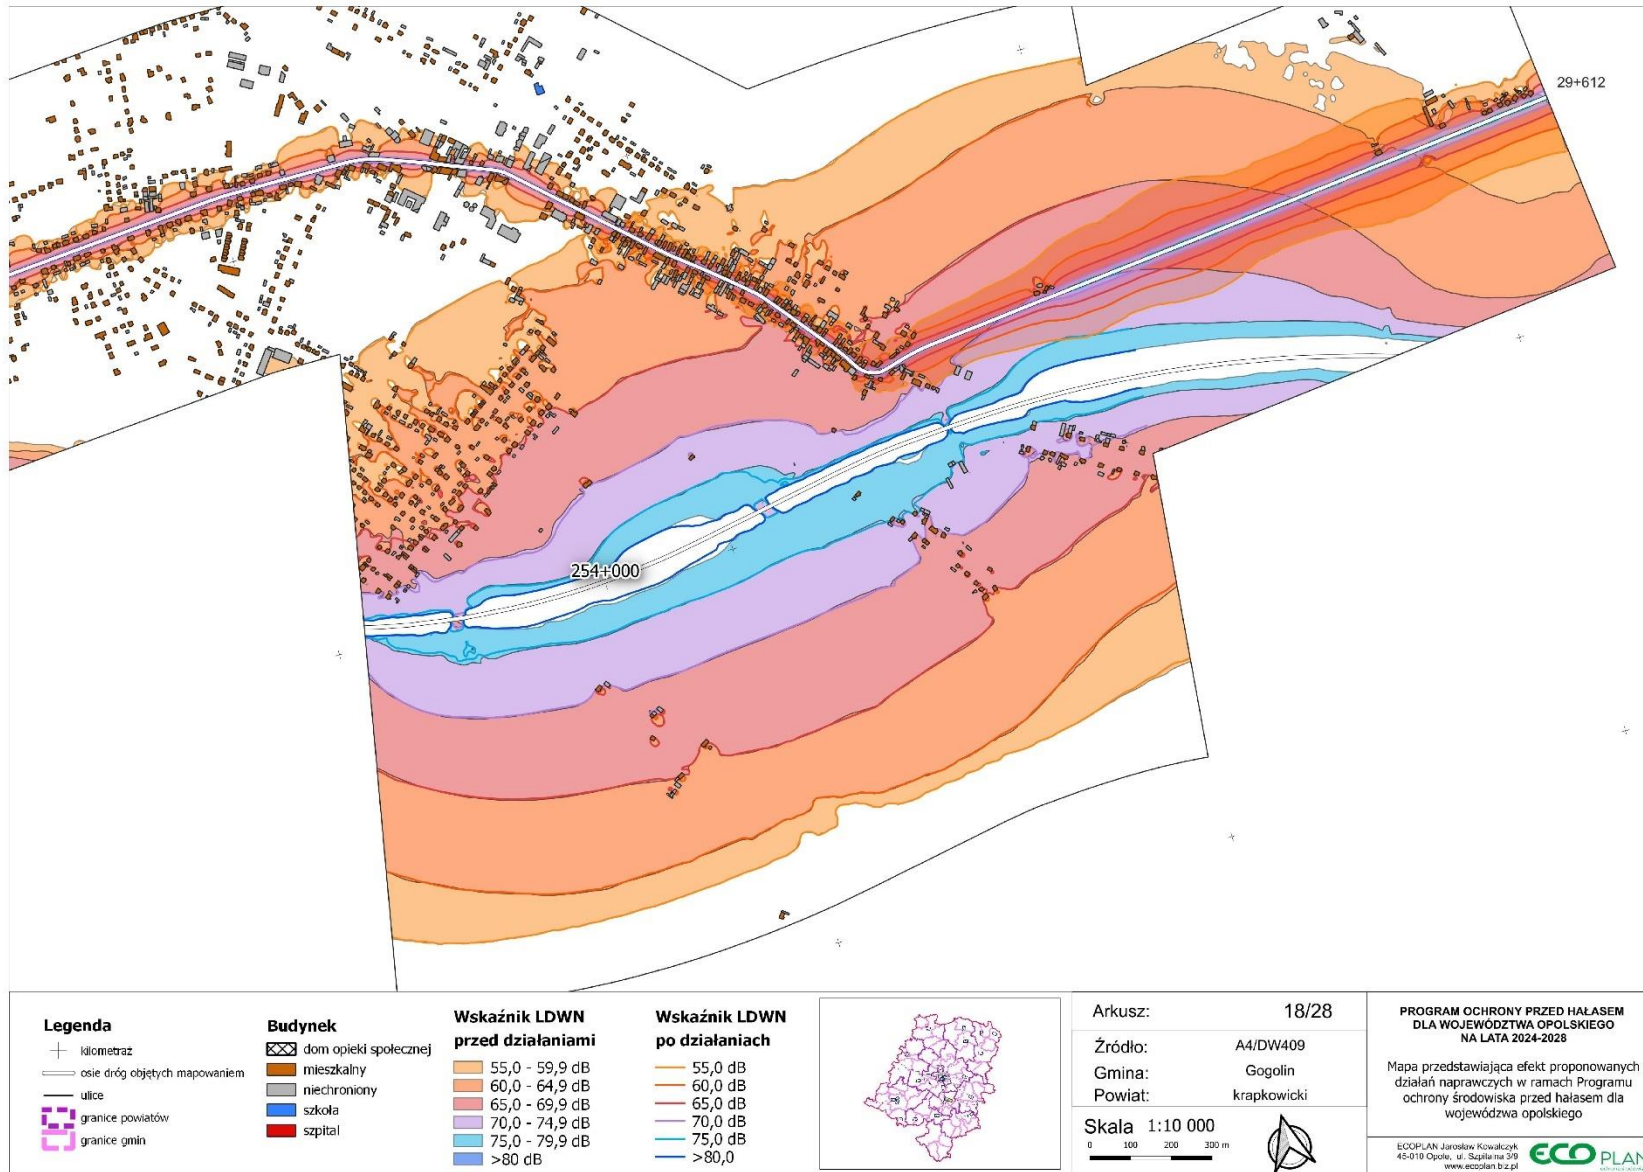 29+612
254+000
Legenda
kilometraż
osie dróg objętych mapowaniem
ulice
granice powiatów
granice gmin
Budynek
dom opieki społecznej
mieszkalny
niechroniony
szkoła
szpital
Wskaźnik LDWN
przed działaniami
55,0 - 59,9 dB
60,0 - 64,9 dB
65,0 - 69,9 dB
70,0 - 74,9 dB
75,0 - 79,9 dB
>80 dB
Wskaźnik LDWN
po działaniach
55,0 dB
60,0 dB
65,0 dB
70,0 dB
75,0 dB
>80,0
Arkusz: 18/28
Źródło: A4/DW409
Gmina: Gogolin
Powiat: krapkowicki
Skala 1:10 000
0 100 200 300 m
PROGRAM OCHRONY PRZED HAŁASEM
DLA WOJEWÓDZTWA OPOLSKIEGO
NA LATA 2024-2028
Mapa przedstawiająca efekt proponowanych
działań naprawczych w ramach Programu
ochrony środowiska przed hałasem dla
wojewódzwa opolskiego
ECOPLAN Jarosław Kowalczyk
45-010 Opole, ul. Szpitalna 3/9
www.ecoplan.biz.pl
ECO PLAN